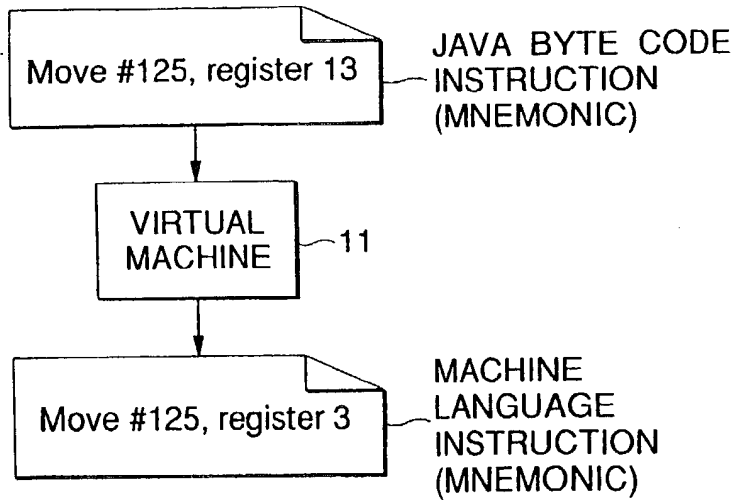 Move #125, register 13
JAVA BYTE CODE
INSTRUCTION
(MNEMONIC)
VIRTUAL
MACHINE
11
Move #125, register 3
MACHINE
LANGUAGE
INSTRUCTION
(MNEMONIC)